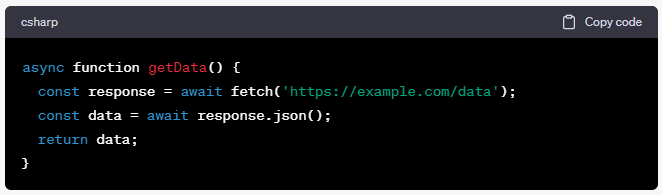 csharp
Copy code
async function getData() {
  const response = await fetch('https://example.com/data');
  const data = await response.json();
  return data;
}